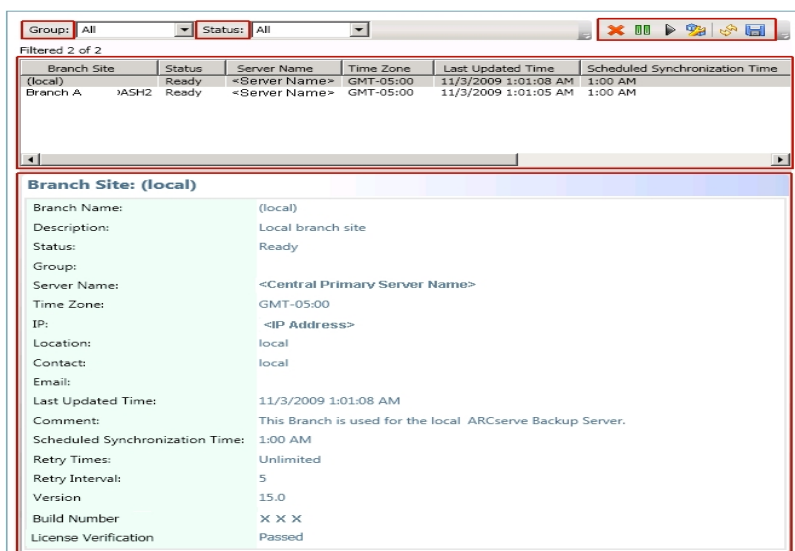 Group: All Status: All
Filtered 2 of 2
Branch Site Status Server Name Time Zone Last Updated Time Scheduled Synchronization Time
(local) Ready <Server Name> GMT-05:00 11/3/2009 1:01:08 AM 1:00 AM
Branch A ASH2 Ready <Server Name> GMT-05:00 11/3/2009 1:01:05 AM 1:00 AM
Branch Site: (local)
Branch Name: (local)
Description: Local branch site
Status: Ready
Group:
Server Name: <Central Primary Server Name>
Time Zone: GMT-05:00
IP: <IP Address>
Location: local
Contact: local
Email:
Last Updated Time: 11/3/2009 1:01:08 AM
Comment: This Branch is used for the local ARCserve Backup Server.
Scheduled Synchronization Time: 1:00 AM
Retry Times: Unlimited
Retry Interval: 5
Version 15.0
Build Number X X X
License Verification Passed